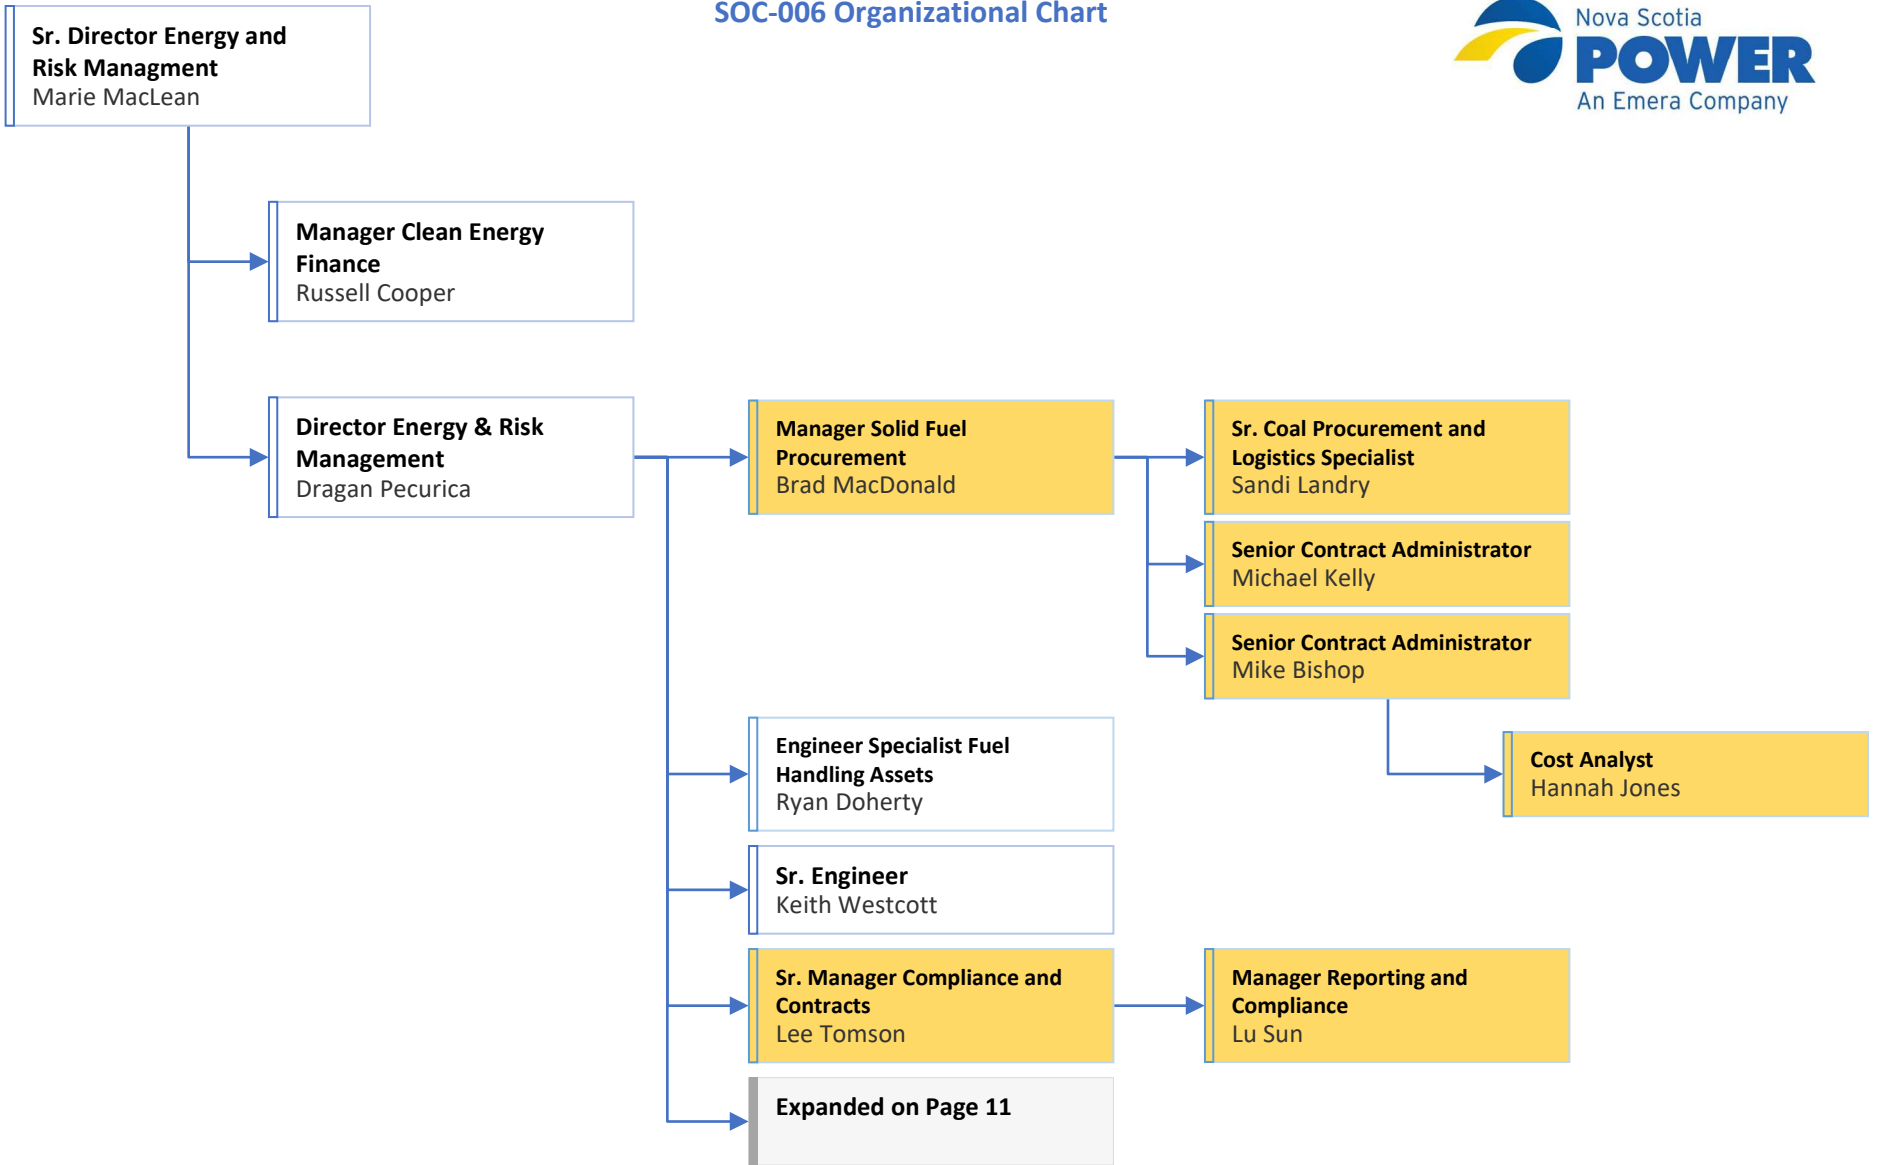 SOC-006 Organizational Chart
Nova Scotia
POWER
An Emera Company
Sr. Director Energy and
Risk Managment
Marie MacLean
Manager Clean Energy
Finance
Russell Cooper
Director Energy & Risk
Management
Dragan Pecurica
Manager Solid Fuel
Procurement
Brad MacDonald
Sr. Coal Procurement and
Logistics Specialist
Sandi Landry
Senior Contract Administrator
Michael Kelly
Senior Contract Administrator
Mike Bishop
Cost Analyst
Hannah Jones
Engineer Specialist Fuel
Handling Assets
Ryan Doherty
Sr. Engineer
Keith Westcott
Sr. Manager Compliance and
Contracts
Lee Tomson
Manager Reporting and
Compliance
Lu Sun
Expanded on Page 11